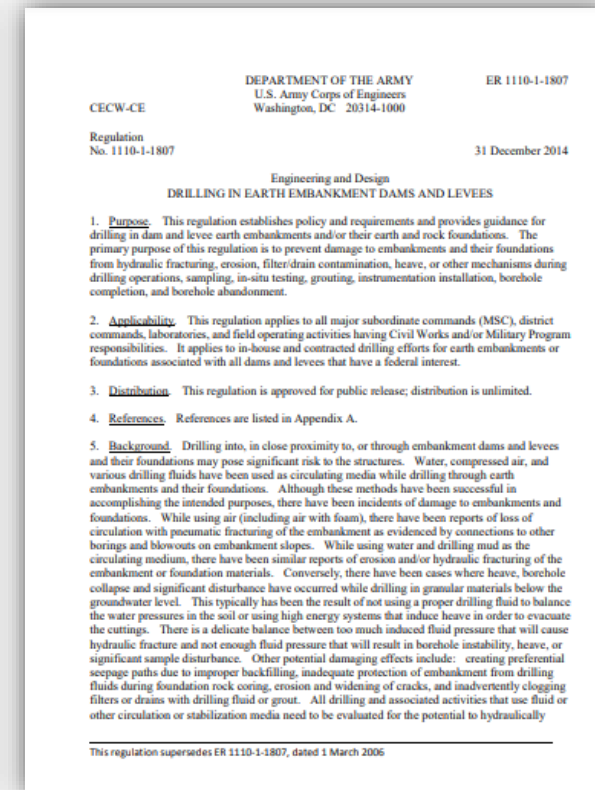 DEPARTMENT OF THE ARMY ER 1110-1-1807
U.S. Army Corps of Engineers
CECW-CE Washington, DC 20314-1000
Regulation
No. 1110-1-1807 31 December 2014
Engineering and Design
DRILLING IN EARTH EMBANKMENT DAMS AND LEVEES
1. Purpose. This regulation establishes policy and requirements and provides guidance for
drilling in dam and levee earth embankments and/or their earth and rock foundations. The
primary purpose of this regulation is to prevent damage to embankments and their foundations
from hydraulic fracturing, erosion, filter/drain contamination, heave, or other mechanisms during
drilling operations, sampling, in-situ testing, grouting, instrumentation installation, borehole
completion, and borehole abandonment.
2. Applicability. This regulation applies to all major subordinate commands (MSC), district
commands, laboratories, and field operating activities having Civil Works and/or Military Program
responsibilities. It applies to in-house and contracted drilling efforts for earth embankments or
foundations associated with all dams and levees that have a federal interest.
3. Distribution. This regulation is approved for public release; distribution is unlimited.
4. References. References are listed in Appendix A.
5. Background. Drilling into, in close proximity to, or through embankment dams and levees
and their foundations may pose significant risk to the structures. Water, compressed air, and
various drilling fluids have been used as circulating media while drilling through earth
embankments and their foundations. Although these methods have been successful in
accomplishing the intended purposes, there have been incidents of damage to embankments and
foundations. While using air (including air with foam), there have been reports of loss of
circulation with pneumatic fracturing of the embankment as evidenced by connections to other
borings and blowouts on embankment slopes. While using water and drilling mud as the
circulating medium, there have been similar reports of erosion and/or hydraulic fracturing of the
embankment or foundation materials. Conversely, there have been cases where heave, borehole
collapse and significant disturbance have occurred while drilling in granular materials below the
groundwater level. This typically has been the result of not using a proper drilling fluid to balance
the water pressures in the soil or using high energy systems that induce heave in order to evacuate
the cuttings. There is a delicate balance between too much induced fluid pressure that will cause
hydraulic fracture and not enough fluid pressure that will result in borehole instability, heave, or
significant sample disturbance. Other potential damaging effects include: creating preferential
seepage paths due to improper backfilling, inadequate protection of embankment from drilling
fluids during foundation rock coring, erosion and widening of cracks, and inadvertently clogging
filters or drains with drilling fluid or grout. All drilling and associated activities that use fluid or
other circulation or stabilization media need to be evaluated for the potential to hydraulically
This regulation supersedes ER 1110-1-1807, dated 1 March 2006